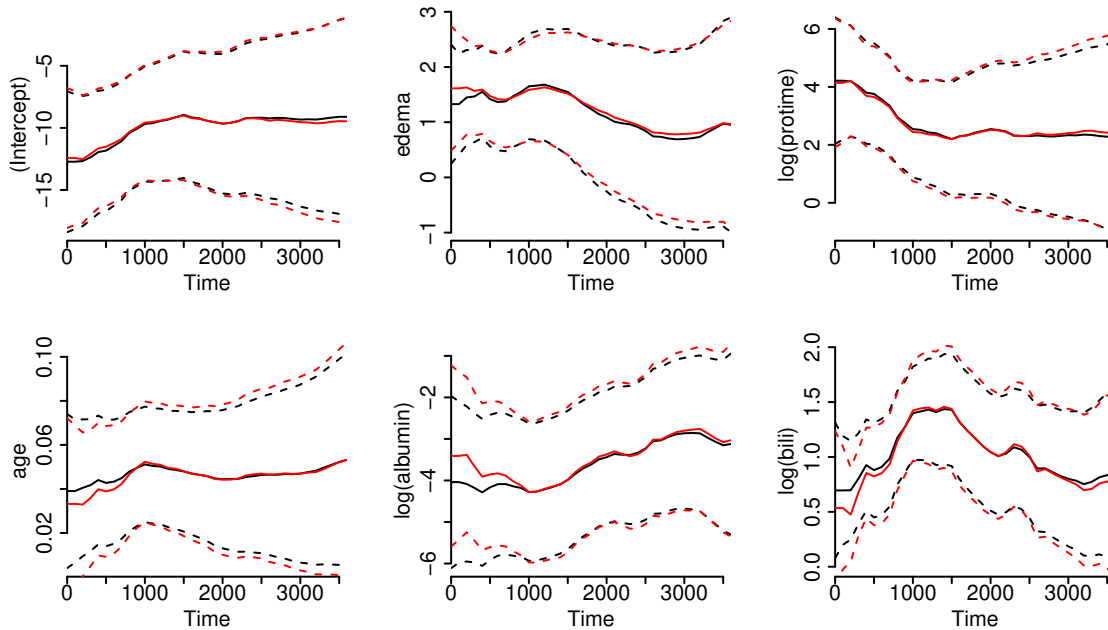 (Intercept)
−15 −10 −5
0 1000 2000 3000
Time
edema
−1 0 1 2 3
0 1000 2000 3000
Time
log(protime)
0 2 4 6
0 1000 2000 3000
Time
age
0.02 0.06 0.10
0 1000 2000 3000
Time
log(albumin)
−6 −4 −2
0 1000 2000 3000
Time
log(bili)
0.0 0.5 1.0 1.5 2.0
0 1000 2000 3000
Time